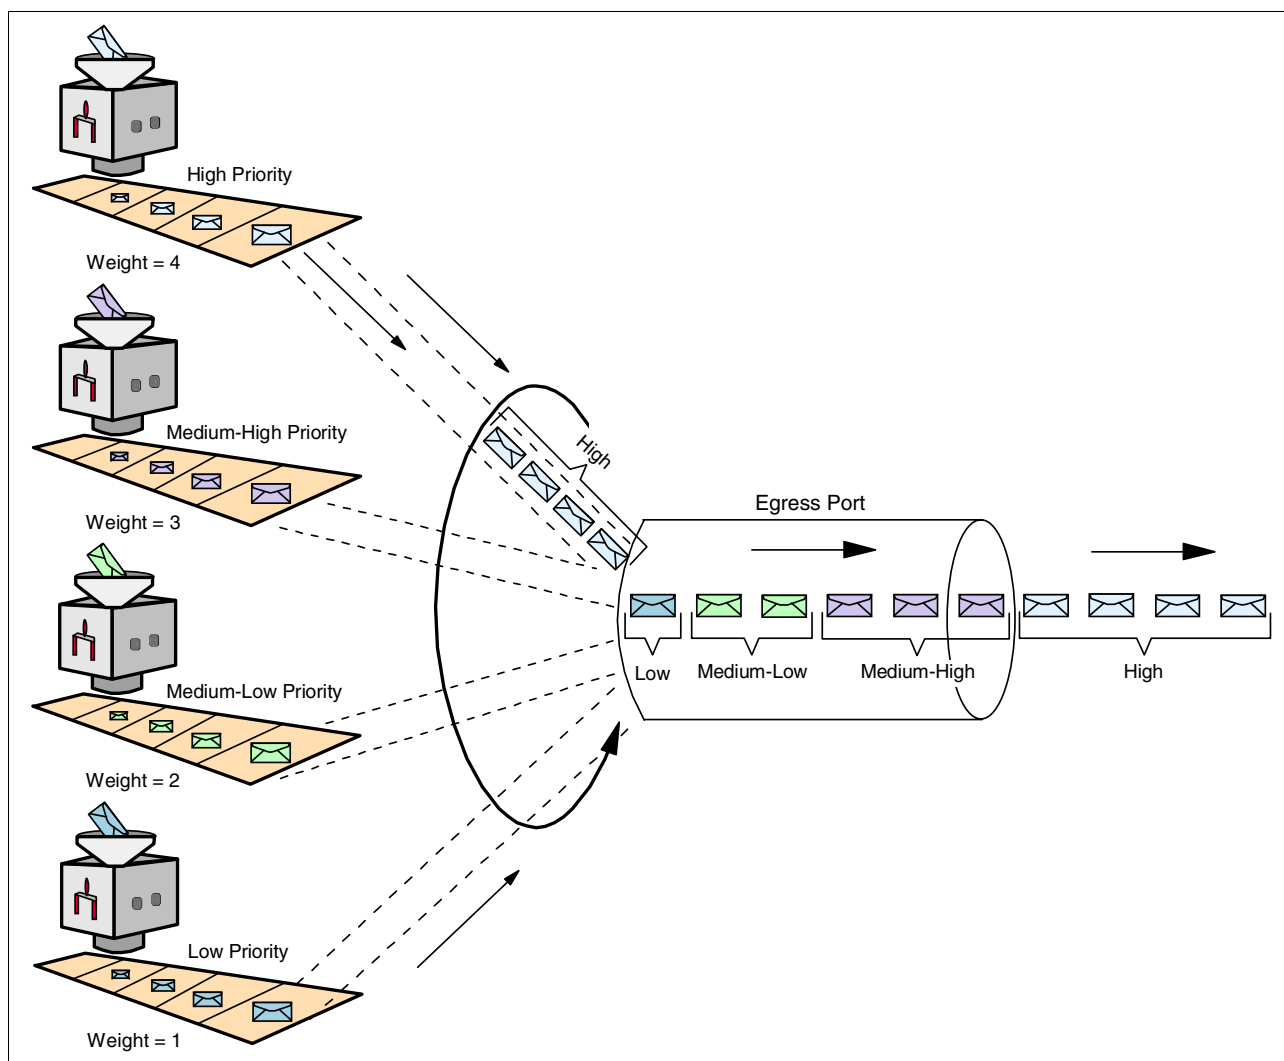 High Priority
Weight = 4
Medium-High Priority
Weight = 3
High
Egress Port
Low
Medium-Low
Medium-High
High
Medium-Low Priority
Weight = 2
Low Priority
Weight = 1